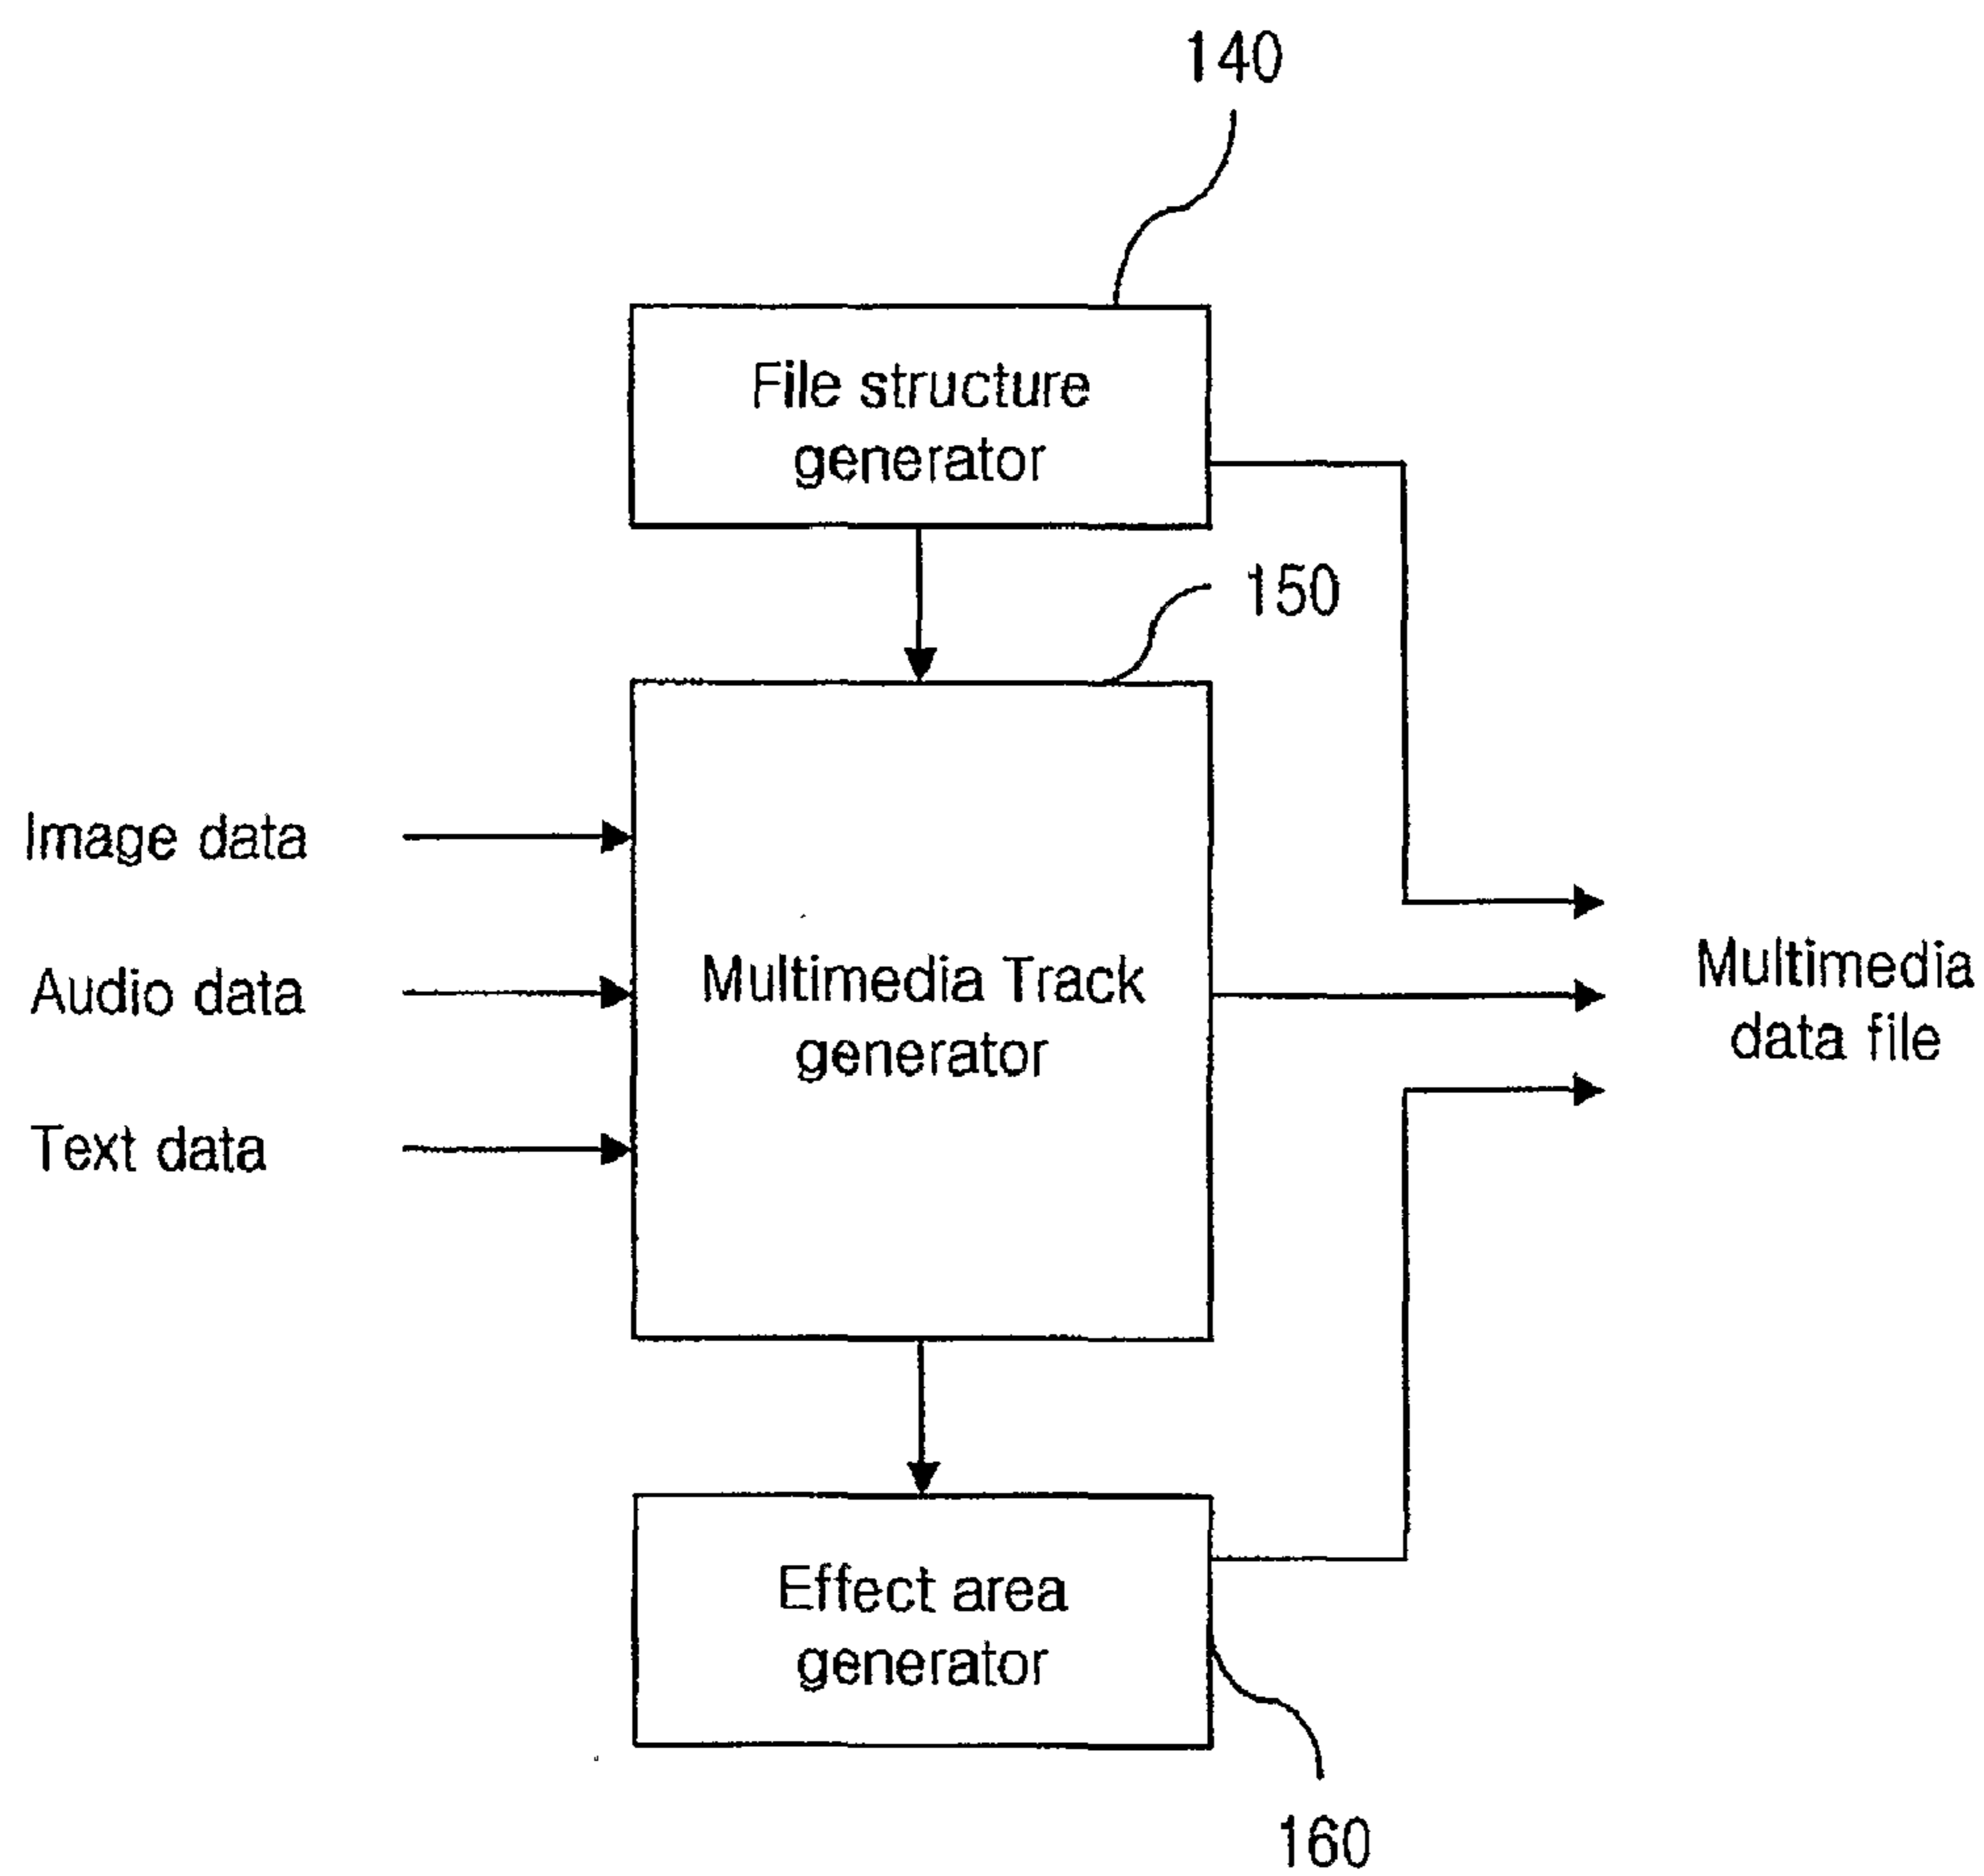 140
File structure
generator
150
Image data
Audio data
Text data
Multimedia Track
generator
Multimedia
data file
Effect area
generator
160